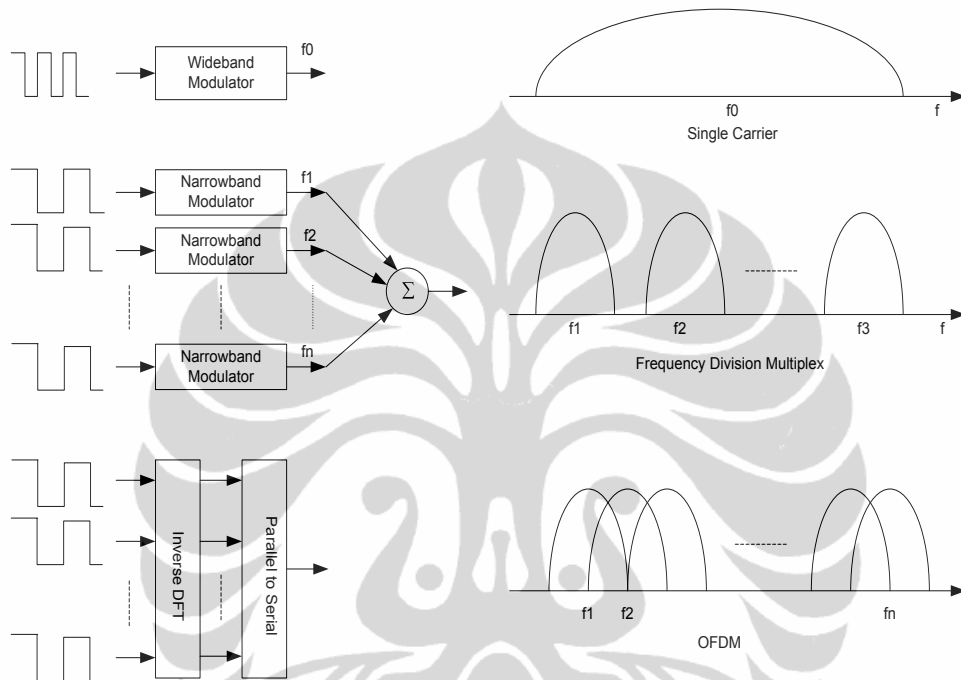 Wideband
Modulator
f0
f0
f
Single Carrier
Narrowband
Modulator
f1
Narrowband
Modulator
f2
Σ
Narrowband
Modulator
fn
f1
f2
f3
f
Frequency Division Multiplex
Inverse DFT
Parallel to Serial
f1
f2
fn
OFDM